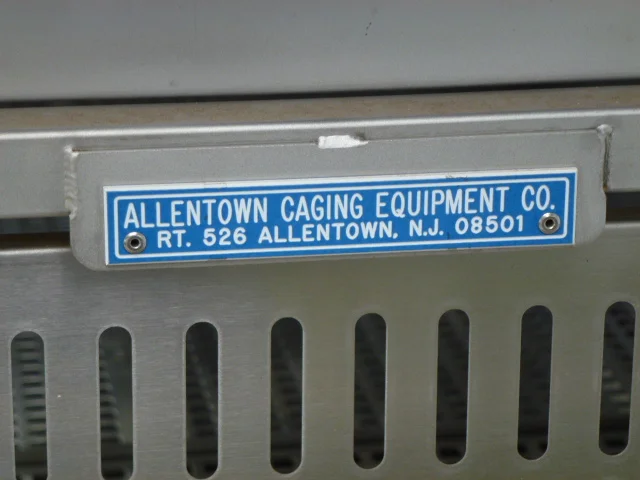 ALLENTOWN CAGING EQUIPMENT CO.
RT. 526 ALLENTOWN, N.J. 08501